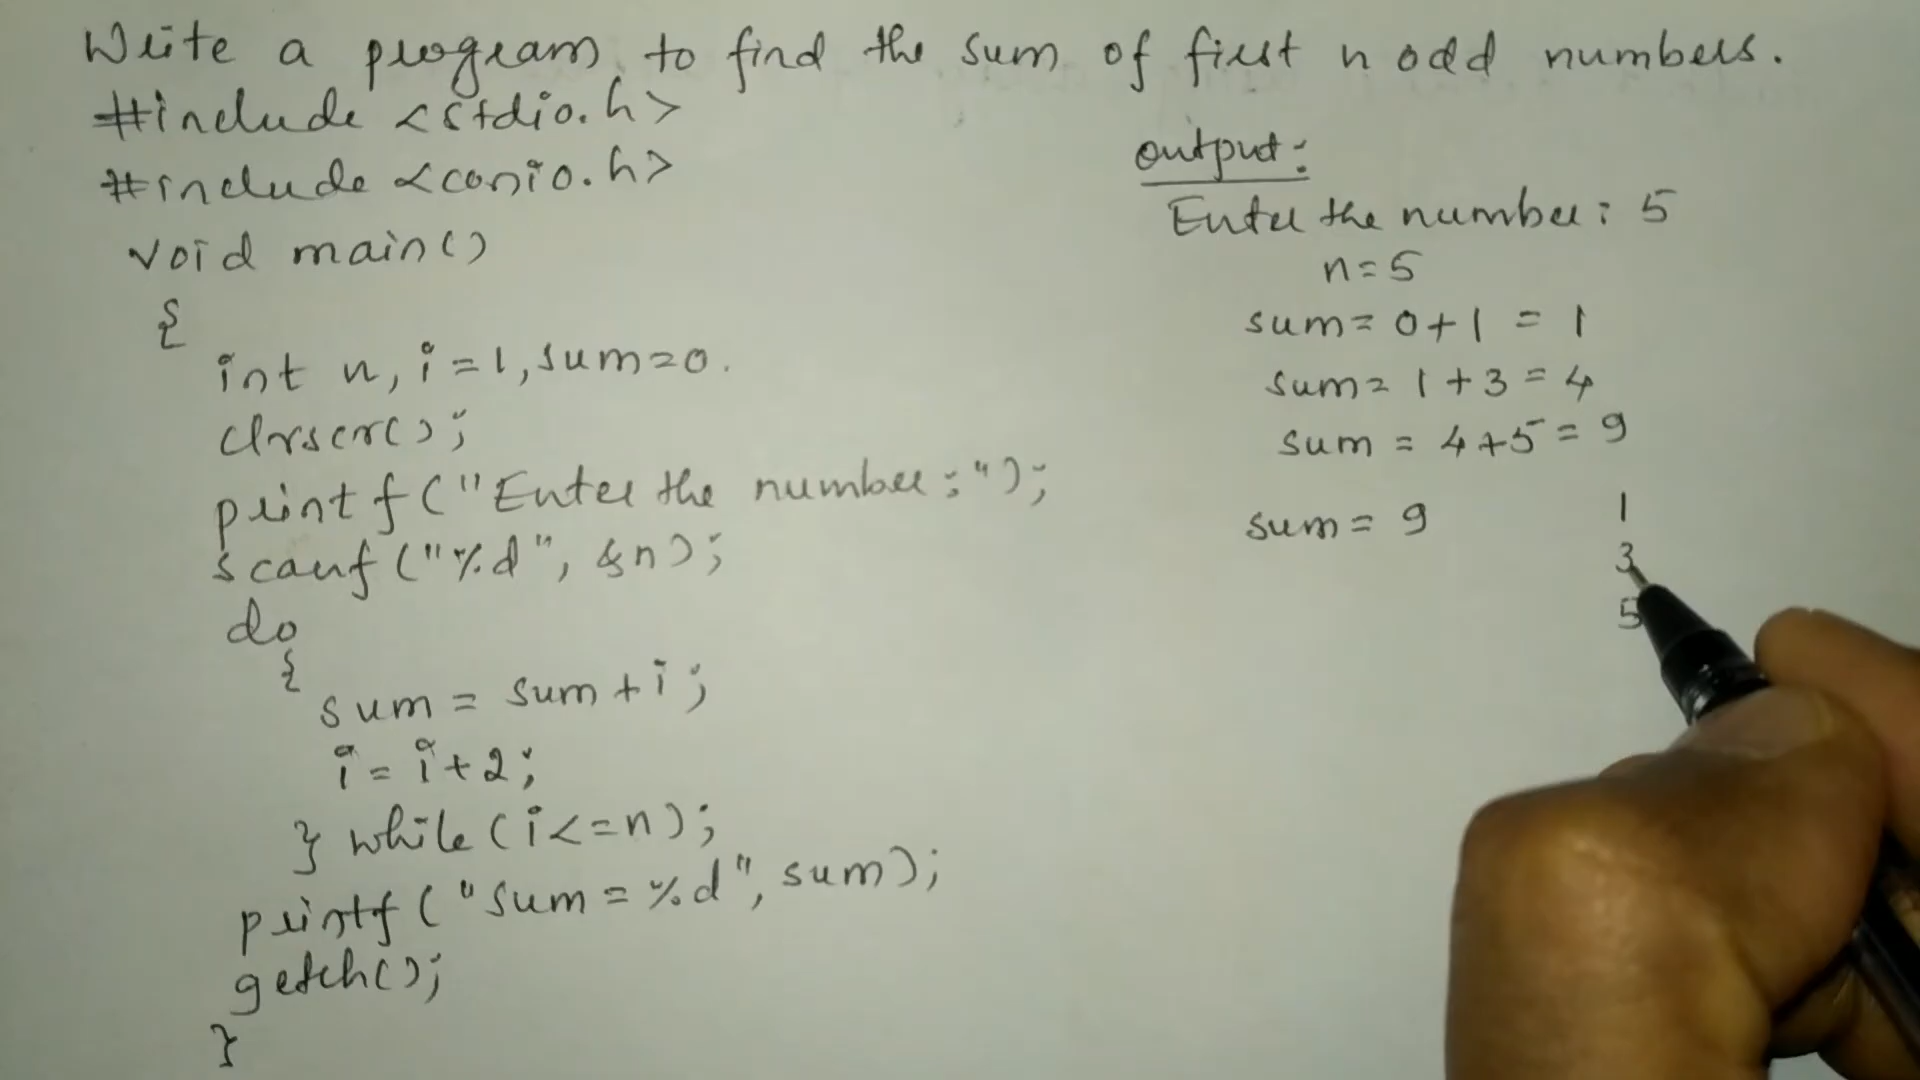 Write a program to find the sum of first n odd numbers.
#include <stdio.h>
#include <conio.h>
void main()
{
int n, i=1, sum=0.
clrscr();
printf("Enter the number:");
scanf("%d", &n);
do
{
sum = sum+i;
i = i+2;
} while (i<=n);
printf("sum = %d", sum);
getch();
}
output:
Enter the number: 5
n=5
sum= 0+1 = 1
sum= 1+3 = 4
sum = 4+5 = 9
sum= 9
1
3
5